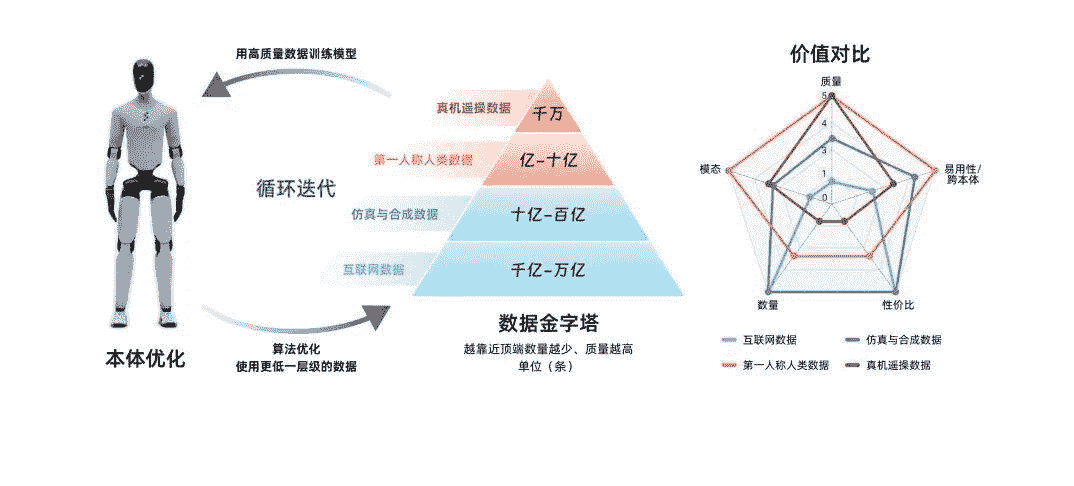 用高质量数据训练模型
循环迭代
算法优化
使用更低一层级的数据
本体优化
真机遥操数据
千万
第一人称人类数据
亿-十亿
仿真与合成数据
十亿-百亿
互联网数据
千亿-万亿
数据金字塔
越靠近顶端数量越少、质量越高
单位（条）
价值对比
质量
5
4
3
1
0
模态
易用性/
跨本体
数量
性价比
互联网数据
仿真与合成数据
第一人称人类数据
真机遥操数据